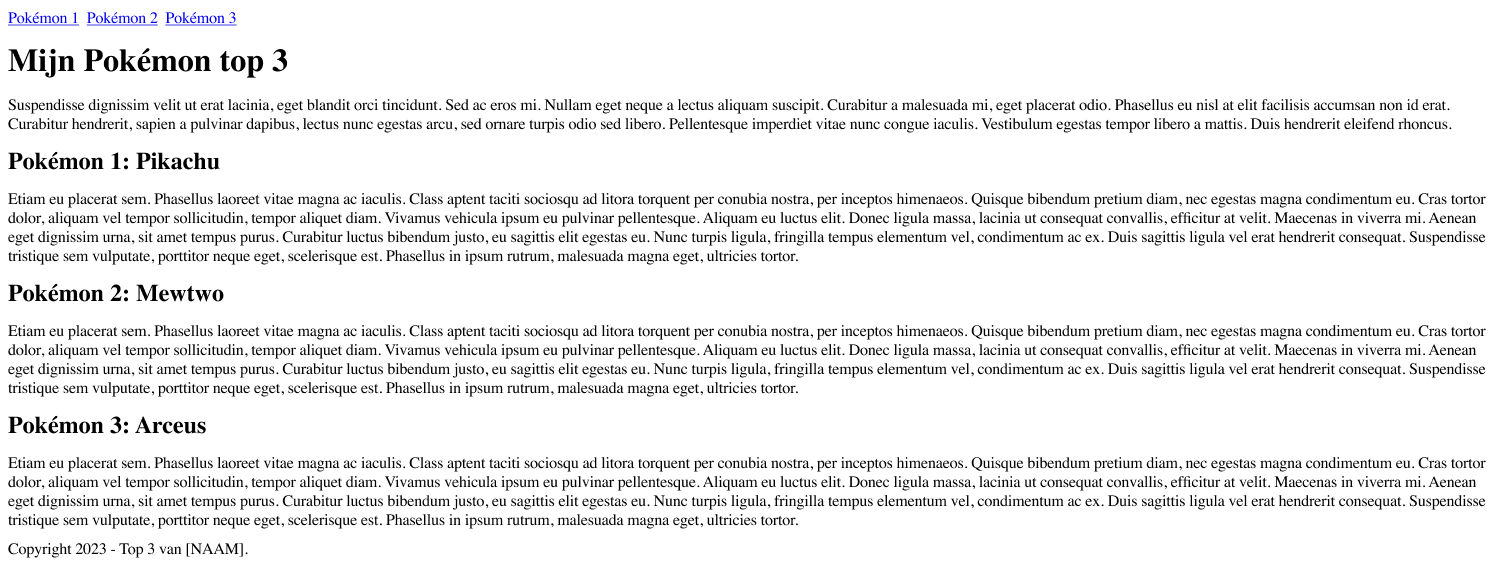 Pokémon 1 Pokémon 2 Pokémon 3
Mijn Pokémon top 3
Suspendisse dignissim velit ut erat lacinia, eget blandit orci tincidunt. Sed ac eros mi. Nullam eget neque a lectus aliquam suscipit. Curabitur a malesuada mi, eget placerat odio. Phasellus eu nisl at elit facilisis accumsan non id erat.
Curabitur hendrerit, sapien a pulvinar dapibus, lectus nunc egestas arcu, sed ornare turpis odio sed libero. Pellentesque imperdiet vitae nunc congue iaculis. Vestibulum egestas tempor libero a mattis. Duis hendrerit eleifend rhoncus.
Pokémon 1: Pikachu
Etiam eu placerat sem. Phasellus laoreet vitae magna ac iaculis. Class aptent taciti sociosqu ad litora torquent per conubia nostra, per inceptos himenaeos. Quisque bibendum pretium diam, nec egestas magna condimentum eu. Cras tortor
dolor, aliquam vel tempor sollicitudin, tempor aliquet diam. Vivamus vehicula ipsum eu pulvinar pellentesque. Aliquam eu luctus elit. Donec ligula massa, lacinia ut consequat convallis, efficitur at velit. Maecenas in viverra mi. Aenean
eget dignissim urna, sit amet tempus purus. Curabitur luctus bibendum justo, eu sagittis elit egestas eu. Nunc turpis ligula, fringilla tempus elementum vel, condimentum ac ex. Duis sagittis ligula vel erat hendrerit consequat. Suspendisse
tristique sem vulputate, porttitor neque eget, scelerisque est. Phasellus in ipsum rutrum, malesuada magna eget, ultricies tortor.
Pokémon 2: Mewtwo
Etiam eu placerat sem. Phasellus laoreet vitae magna ac iaculis. Class aptent taciti sociosqu ad litora torquent per conubia nostra, per inceptos himenaeos. Quisque bibendum pretium diam, nec egestas magna condimentum eu. Cras tortor
dolor, aliquam vel tempor sollicitudin, tempor aliquet diam. Vivamus vehicula ipsum eu pulvinar pellentesque. Aliquam eu luctus elit. Donec ligula massa, lacinia ut consequat convallis, efficitur at velit. Maecenas in viverra mi. Aenean
eget dignissim urna, sit amet tempus purus. Curabitur luctus bibendum justo, eu sagittis elit egestas eu. Nunc turpis ligula, fringilla tempus elementum vel, condimentum ac ex. Duis sagittis ligula vel erat hendrerit consequat. Suspendisse
tristique sem vulputate, porttitor neque eget, scelerisque est. Phasellus in ipsum rutrum, malesuada magna eget, ultricies tortor.
Pokémon 3: Arceus
Etiam eu placerat sem. Phasellus laoreet vitae magna ac iaculis. Class aptent taciti sociosqu ad litora torquent per conubia nostra, per inceptos himenaeos. Quisque bibendum pretium diam, nec egestas magna condimentum eu. Cras tortor
dolor, aliquam vel tempor sollicitudin, tempor aliquet diam. Vivamus vehicula ipsum eu pulvinar pellentesque. Aliquam eu luctus elit. Donec ligula massa, lacinia ut consequat convallis, efficitur at velit. Maecenas in viverra mi. Aenean
eget dignissim urna, sit amet tempus purus. Curabitur luctus bibendum justo, eu sagittis elit egestas eu. Nunc turpis ligula, fringilla tempus elementum vel, condimentum ac ex. Duis sagittis ligula vel erat hendrerit consequat. Suspendisse
tristique sem vulputate, porttitor neque eget, scelerisque est. Phasellus in ipsum rutrum, malesuada magna eget, ultricies tortor.
Copyright 2023 - Top 3 van [NAAM].